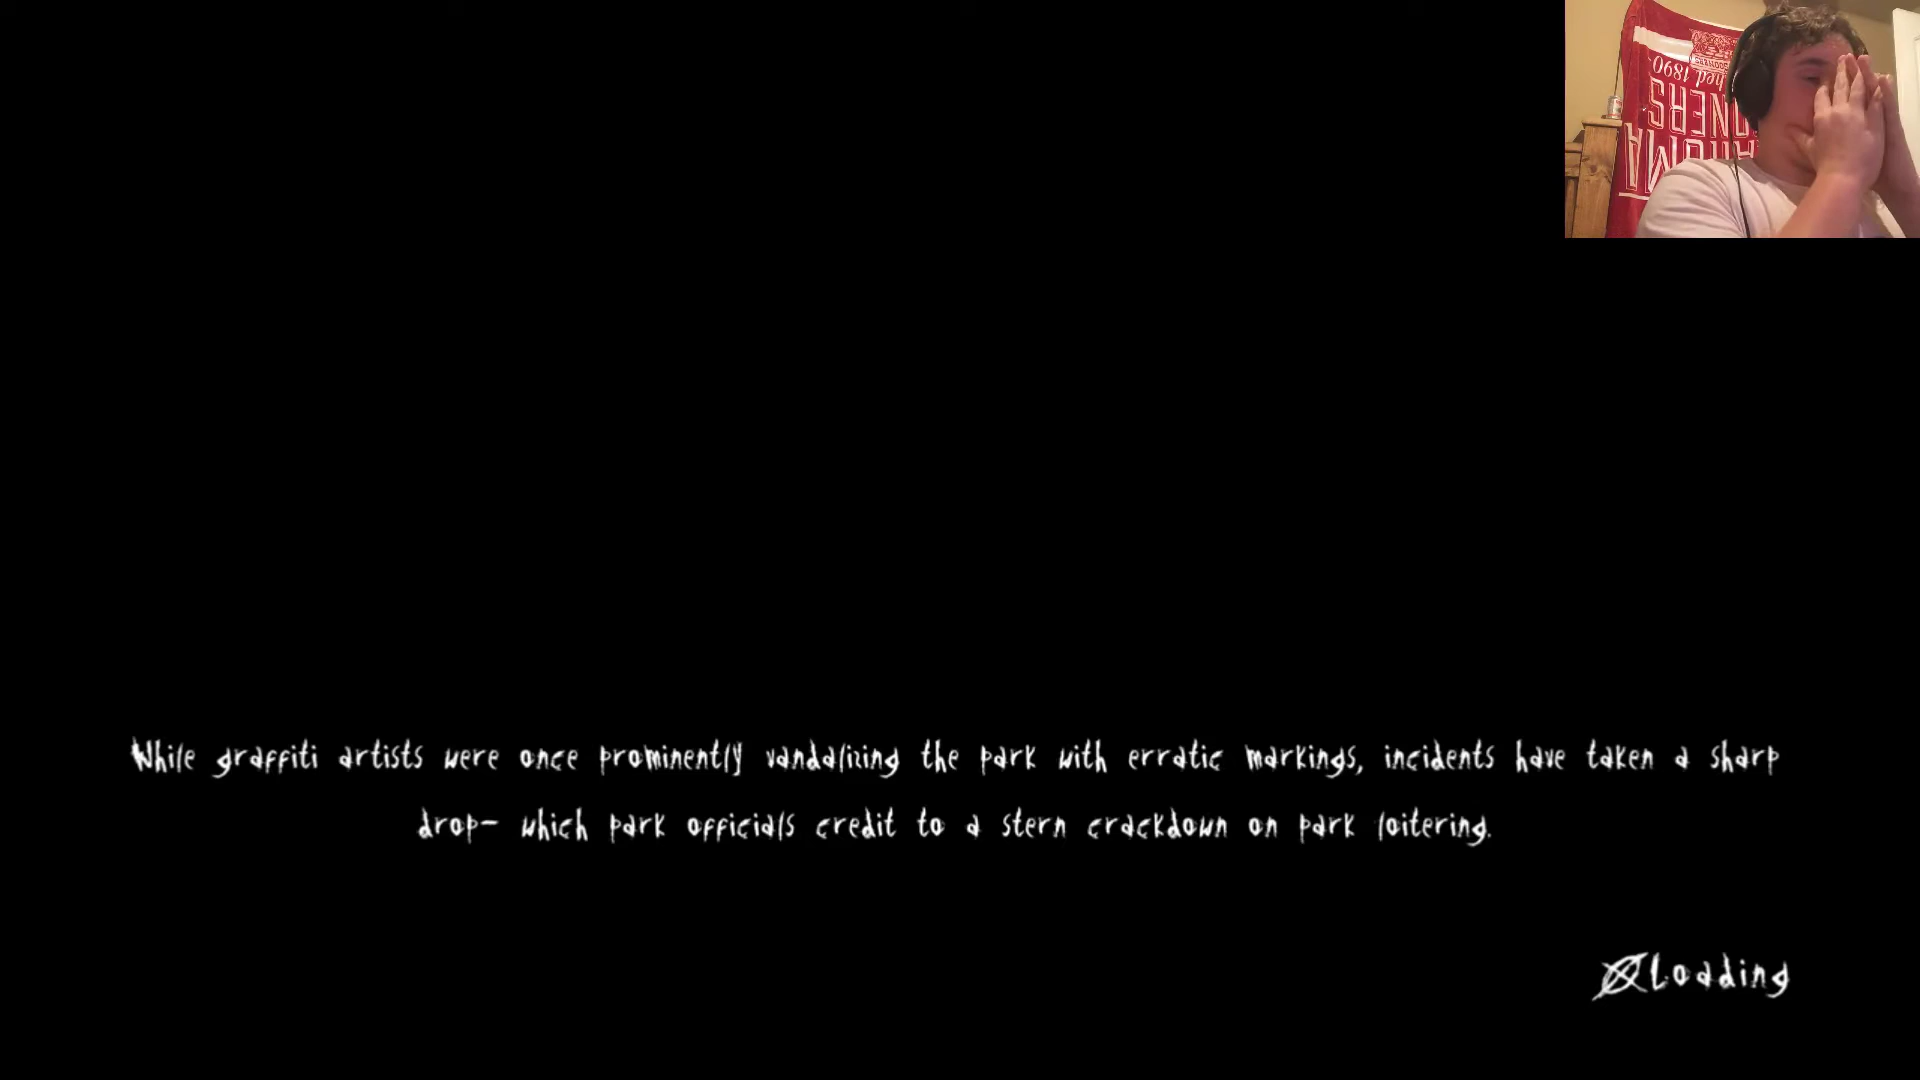 While graffiti artists were once prominently vandalizing the park with erratic markings, incidents have taken a sharp
drop- which park officials credit to a stern crackdown on park loitering.
Loading
1890